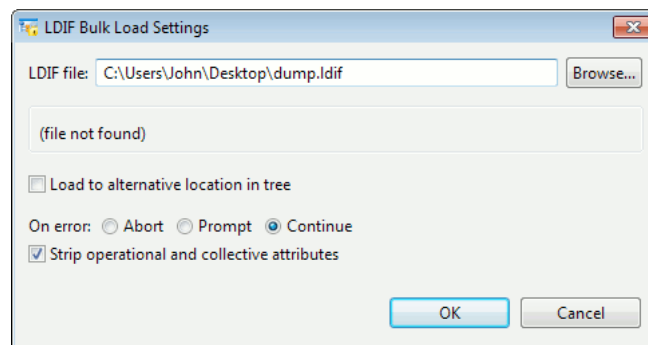 LDIF Bulk Load Settings
LDIF file: C:\Users\John\Desktop\dump.ldif Browse...
(file not found)
Load to alternative location in tree
On error: Abort Prompt Continue
Strip operational and collective attributes
OK Cancel